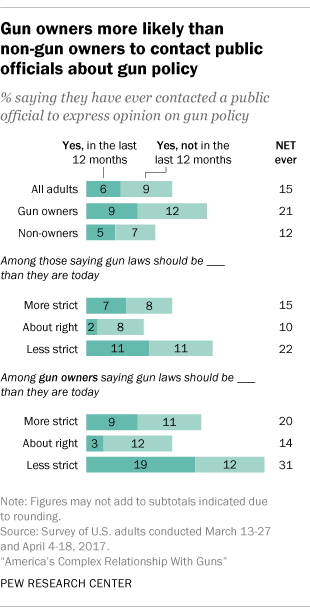 Gun owners more likely than
non-gun owners to contact public
officials about gun policy
% saying they have ever contacted a public
official to express opinion on gun policy
Yes, in the last 12 months
Yes, not in the last 12 months
NET ever
All adults 6 9 15
Gun owners 9 12 21
Non-owners 5 7 12
Among those saying gun laws should be ___
than they are today
More strict 7 8 15
About right 2 8 10
Less strict 11 11 22
Among gun owners saying gun laws should be ___
than they are today
More strict 9 11 20
About right 3 12 14
Less strict 19 12 31
Note: Figures may not add to subtotals indicated due
to rounding.
Source: Survey of U.S. adults conducted March 13-27
and April 4-18, 2017.
“America’s Complex Relationship With Guns”
PEW RESEARCH CENTER